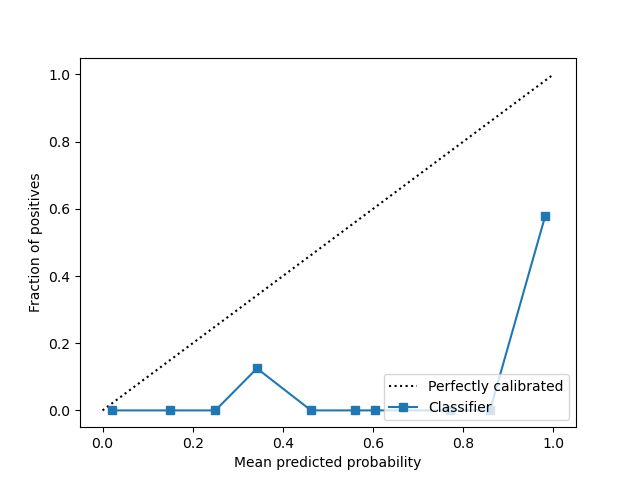 1.0
0.8
0.6
0.4
0.2
0.0
Fraction of positives
Perfectly calibrated
Classifier
0.0 0.2 0.4 0.6 0.8 1.0
Mean predicted probability